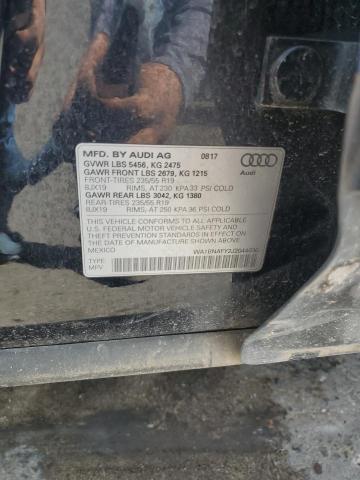 MFD. BY AUDI AG 0817
GVWR LBS 5456, KG 2475
GAWR FRONT LBS 2679, KG 1215
FRONT-TIRES 235/55 R19
8JX19 RIMS, AT 230 KPA 33 PSI COLD
GAWR REAR LBS 3042, KG 1380
REAR-TIRES 235/55 R19
8JX19 RIMS, AT 250 KPA 36 PSI COLD
THIS VEHICLE CONFORMS TO ALL APPLICABLE
U.S. FEDERAL MOTOR VEHICLE SAFETY, AND
THEFT PREVENTION STANDARDS IN EFFECT
ON THE DATE OF MANUFACTURE SHOWN ABOVE
MEXICO
TYPE:
MPV